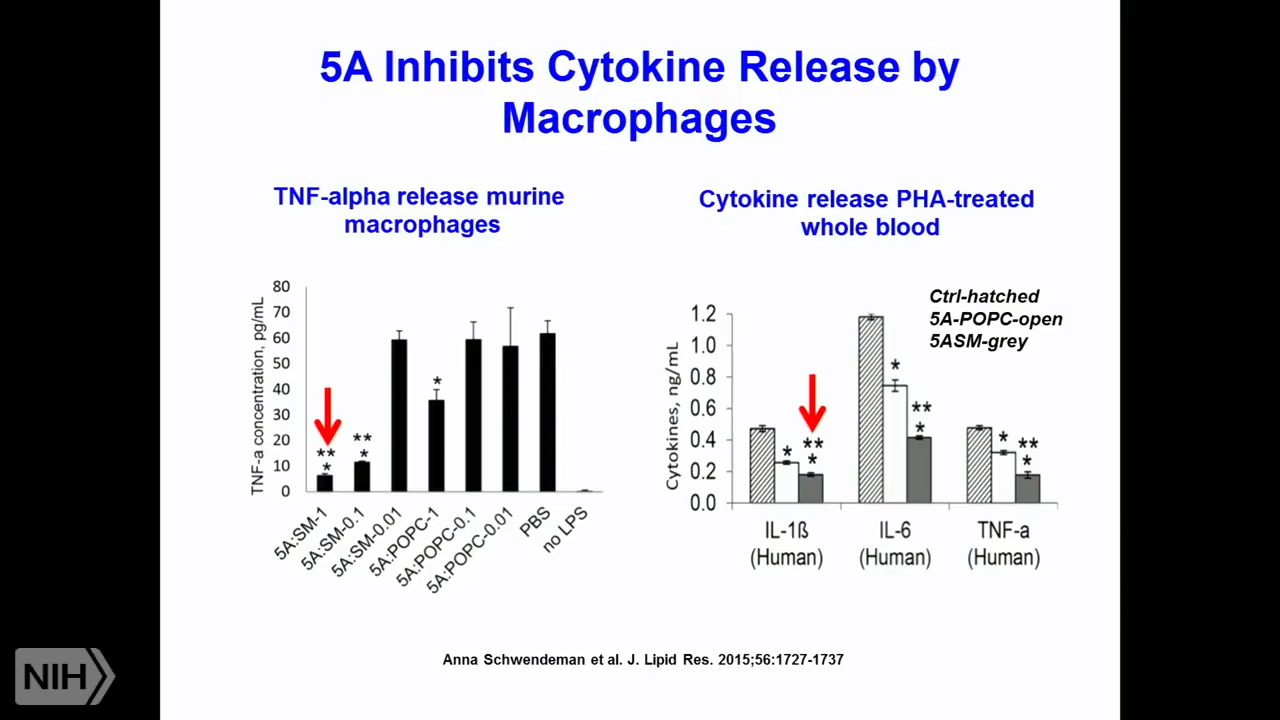 5A Inhibits Cytokine Release by
Macrophages
TNF-alpha release murine
macrophages
TNF-a concentration, pg/mL
80
70
60
50
40
30
20
10
0
**
*
**
*
*
5A:SM-1
5A:SM-0.1
5A:SM-0.01
5A:POPC-1
5A:POPC-0.1
5A:POPC-0.01
PBS
no LPS
Cytokine release PHA-treated
whole blood
Ctrl-hatched
5A-POPC-open
5ASM-grey
Cytokines, ng/mL
1.2
1.0
0.8
0.6
0.4
0.2
0.0
*
**
*
*
**
*
*
**
*
IL-1ß
(Human)
IL-6
(Human)
TNF-a
(Human)
Anna Schwendeman et al. J. Lipid Res. 2015;56:1727-1737
NIH